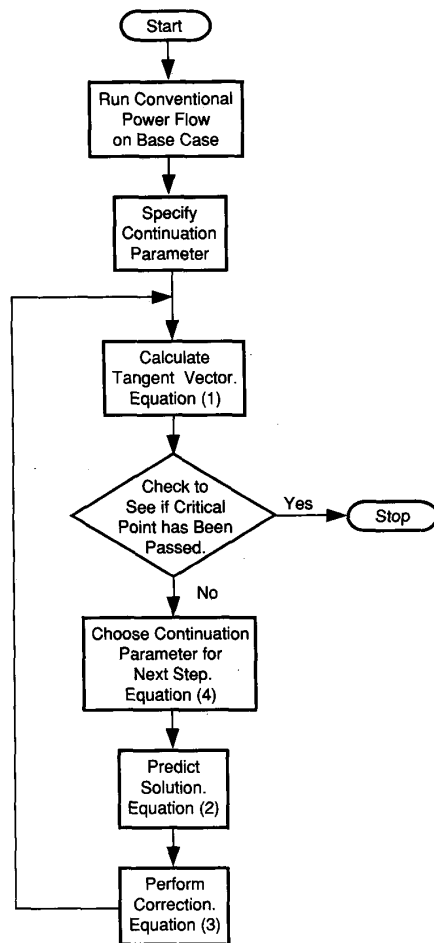 Start
Run Conventional
Power Flow
on Base Case
Specify
Continuation
Parameter
Calculate
Tangent Vector.
Equation (1)
Check to
See if Critical
Point has Been
Passed.
Yes
Stop
No
Choose Continuation
Parameter for
Next Step.
Equation (4)
Predict
Solution.
Equation (2)
Perform
Correction.
Equation (3)